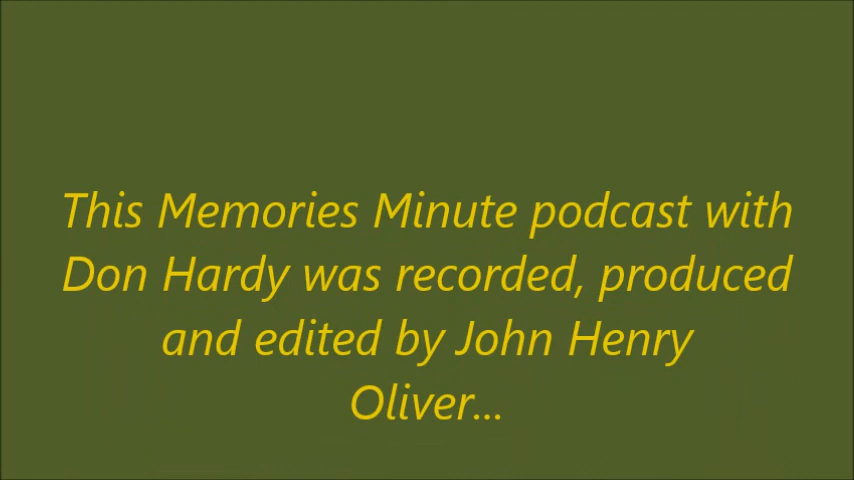 This Memories Minute podcast with
Don Hardy was recorded, produced
and edited by John Henry
Oliver...